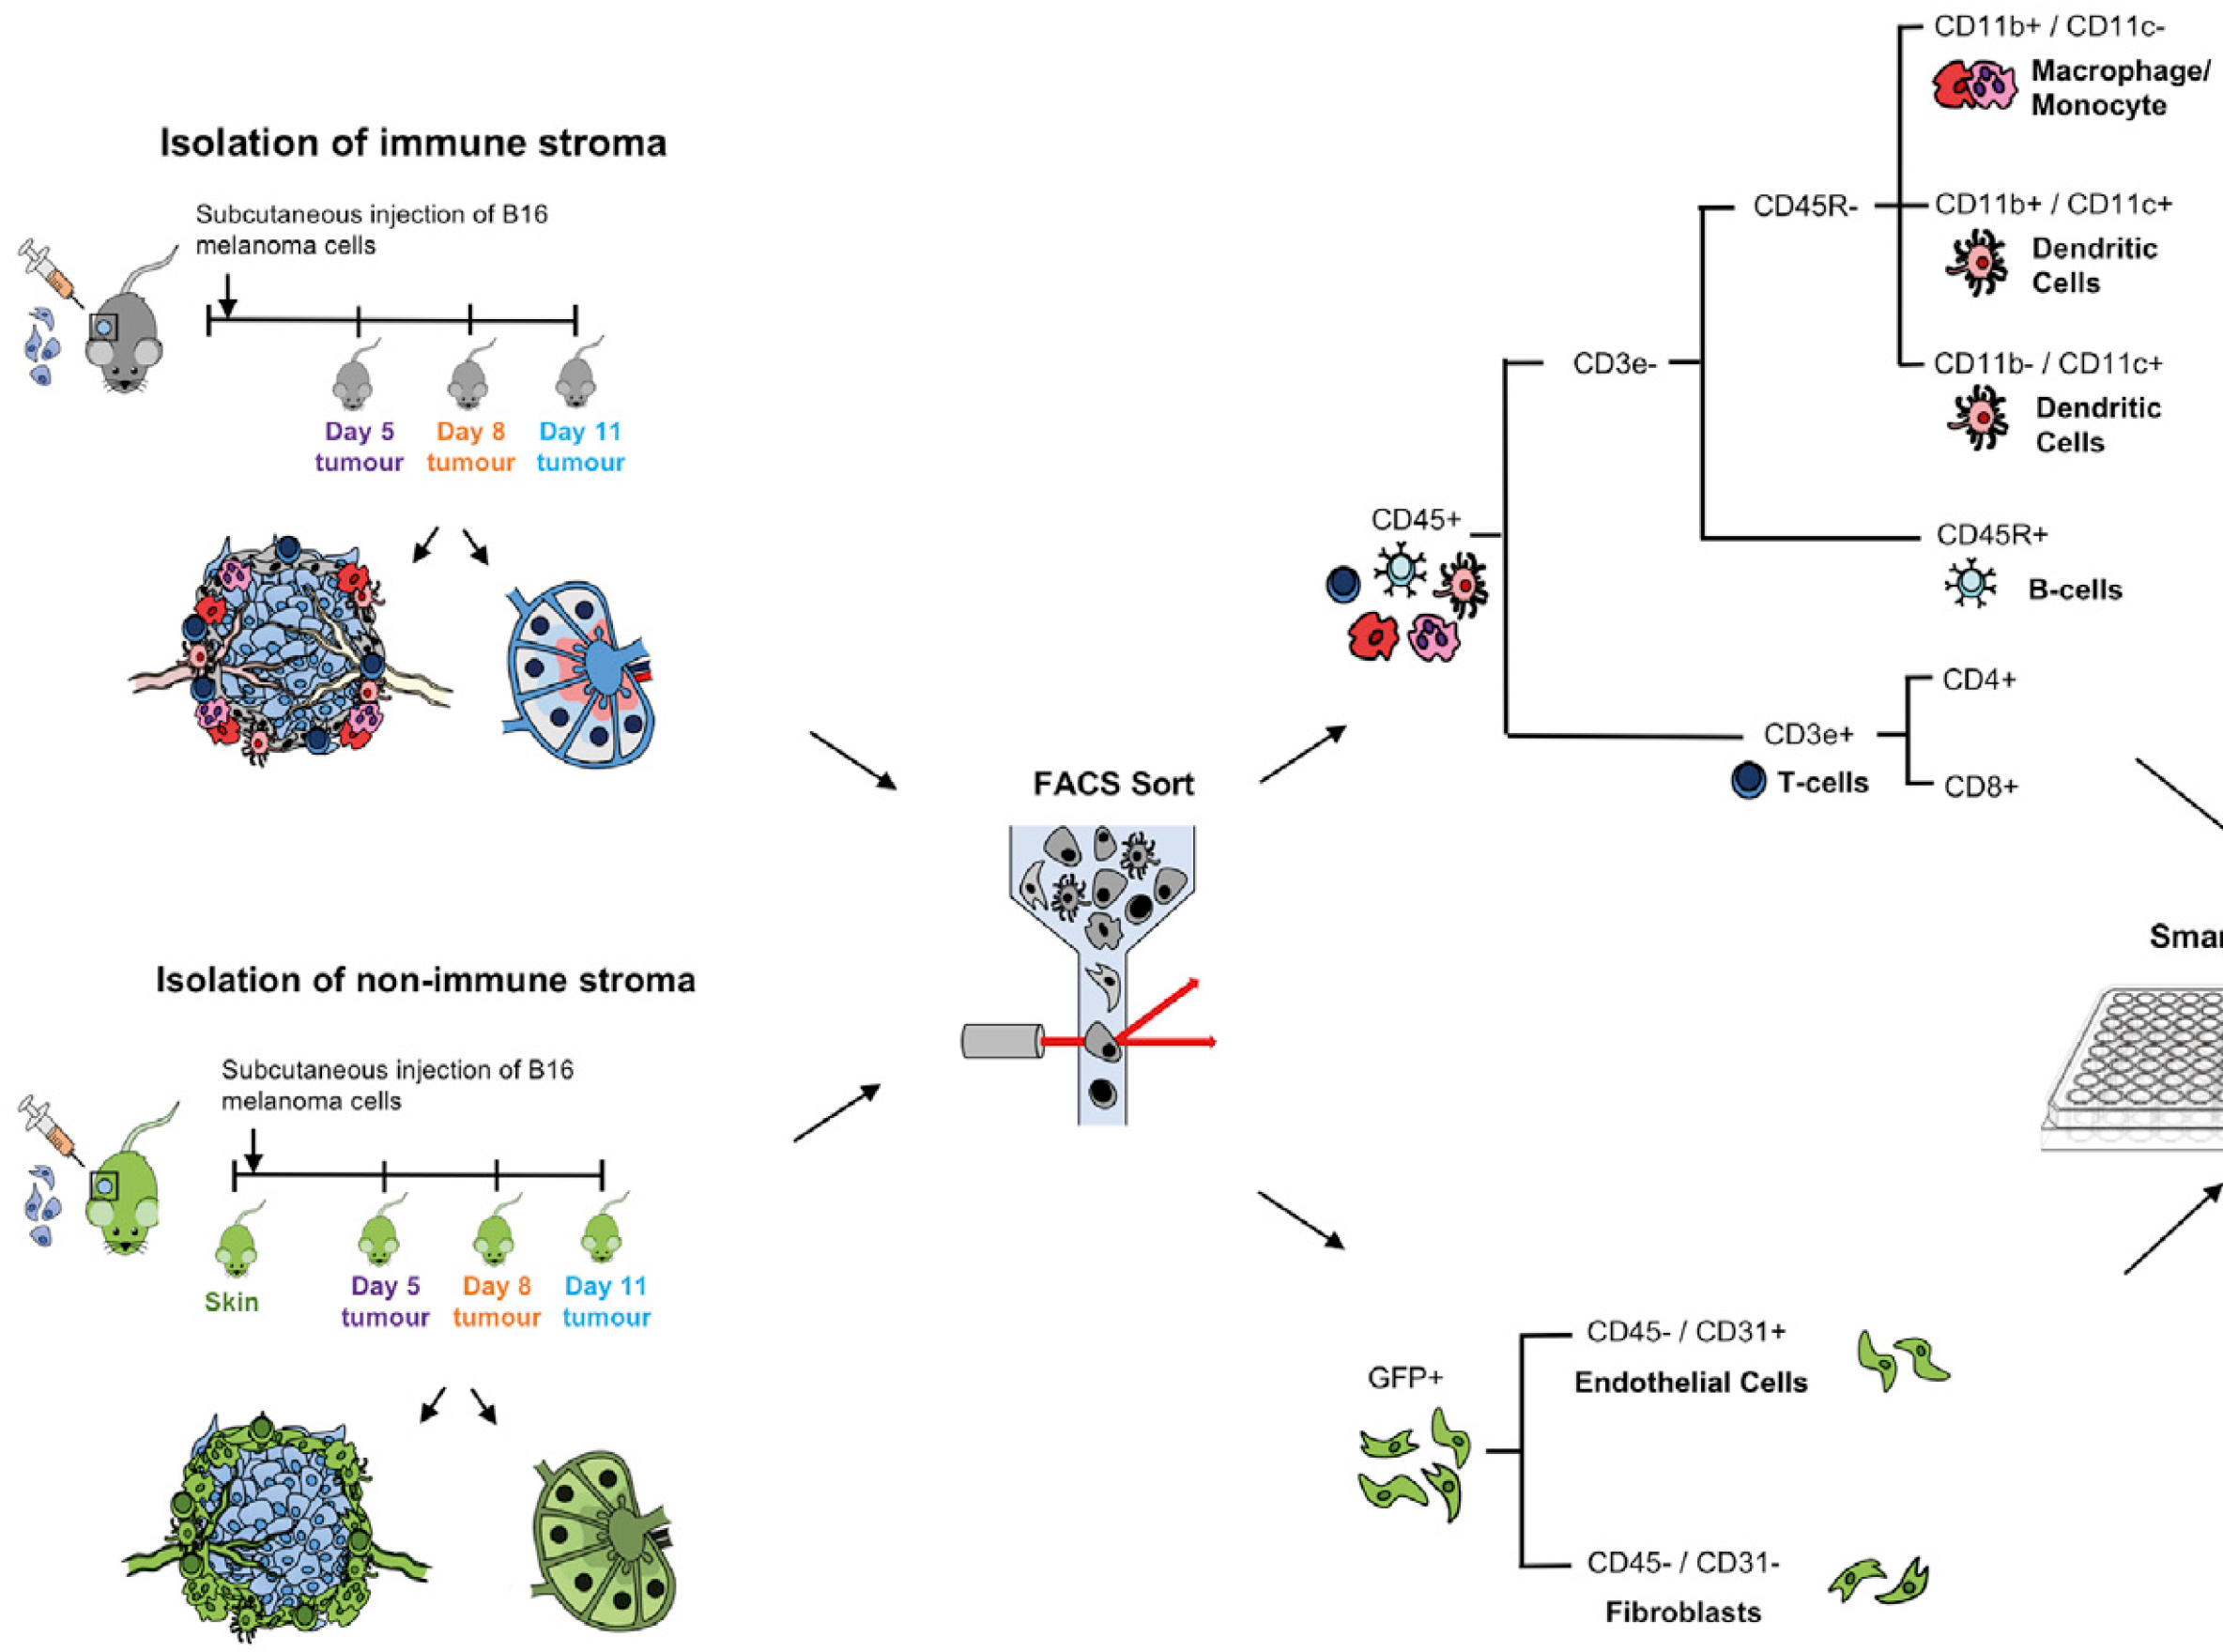 Isolation of immune stroma
Subcutaneous injection of B16
melanoma cells
Day 5
tumour
Day 8
tumour
Day 11
tumour
Isolation of non-immune stroma
Subcutaneous injection of B16
melanoma cells
Skin
Day 5
tumour
Day 8
tumour
Day 11
tumour
FACS Sort
CD45+
CD3e-
CD45R-
CD11b+ / CD11c-
Macrophage/
Monocyte
CD11b+ / CD11c+
Dendritic
Cells
CD11b- / CD11c+
Dendritic
Cells
CD45R+
B-cells
CD3e+
T-cells
CD4+
CD8+
GFP+
CD45- / CD31+
Endothelial Cells
CD45- / CD31-
Fibroblasts